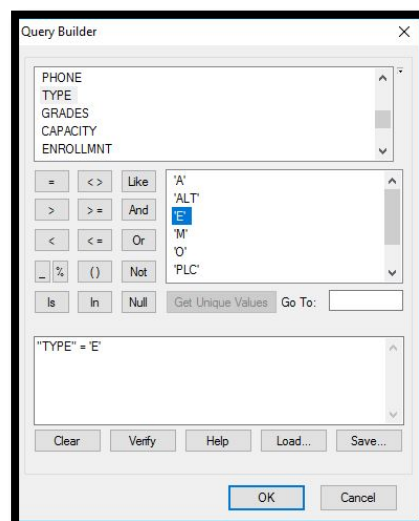 Query Builder
PHONE
TYPE
GRADES
CAPACITY
ENROLLMNT
= < > Like
> > = And
< < = Or
_ % () Not
Is In Null
'A'
'ALT'
'E'
'M'
'O'
'PLC'
Get Unique Values Go To:
"TYPE" = 'E'
Clear Verify Help Load... Save...
OK Cancel